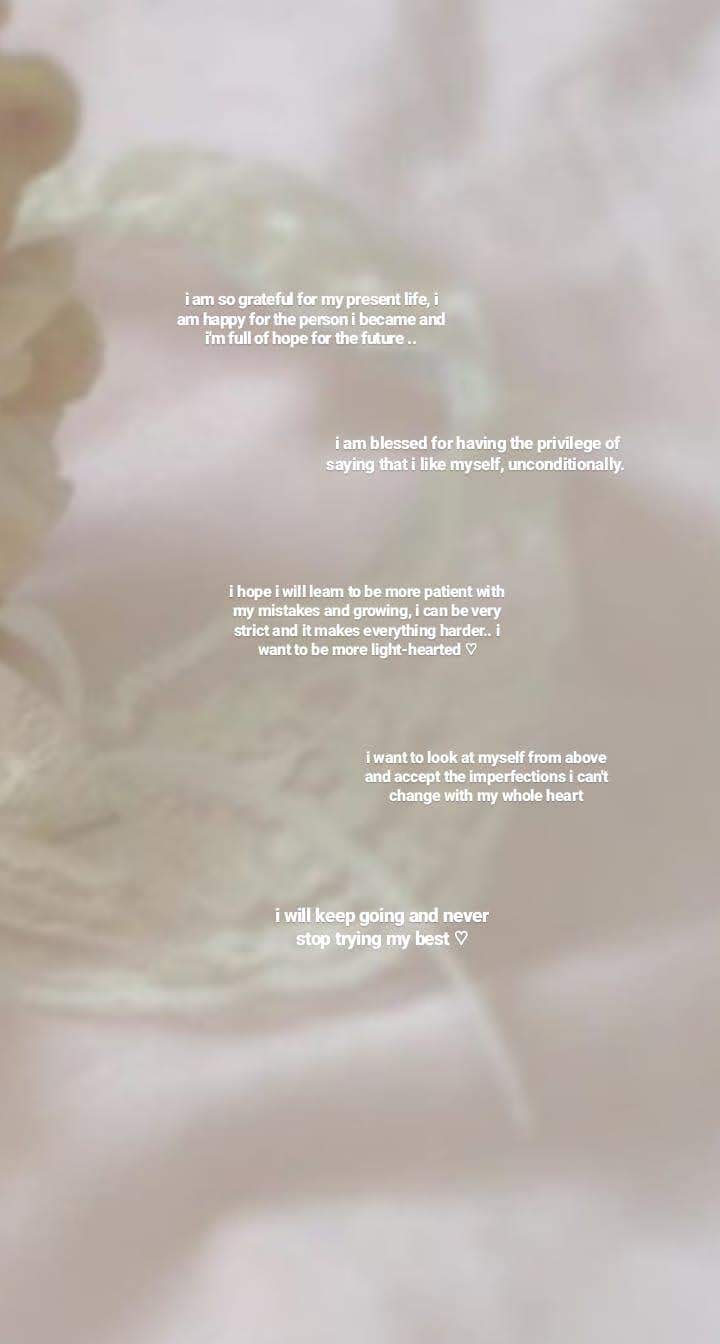 i am so grateful for my present life, i
am happy for the person i became and
i'm full of hope for the future ..
i am blessed for having the privilege of
saying that i like myself, unconditionally.
i hope i will learn to be more patient with
my mistakes and growing, i can be very
strict and it makes everything harder.. i
want to be more light-hearted ♡
i want to look at myself from above
and accept the imperfections i can't
change with my whole heart
i will keep going and never
stop trying my best ♡